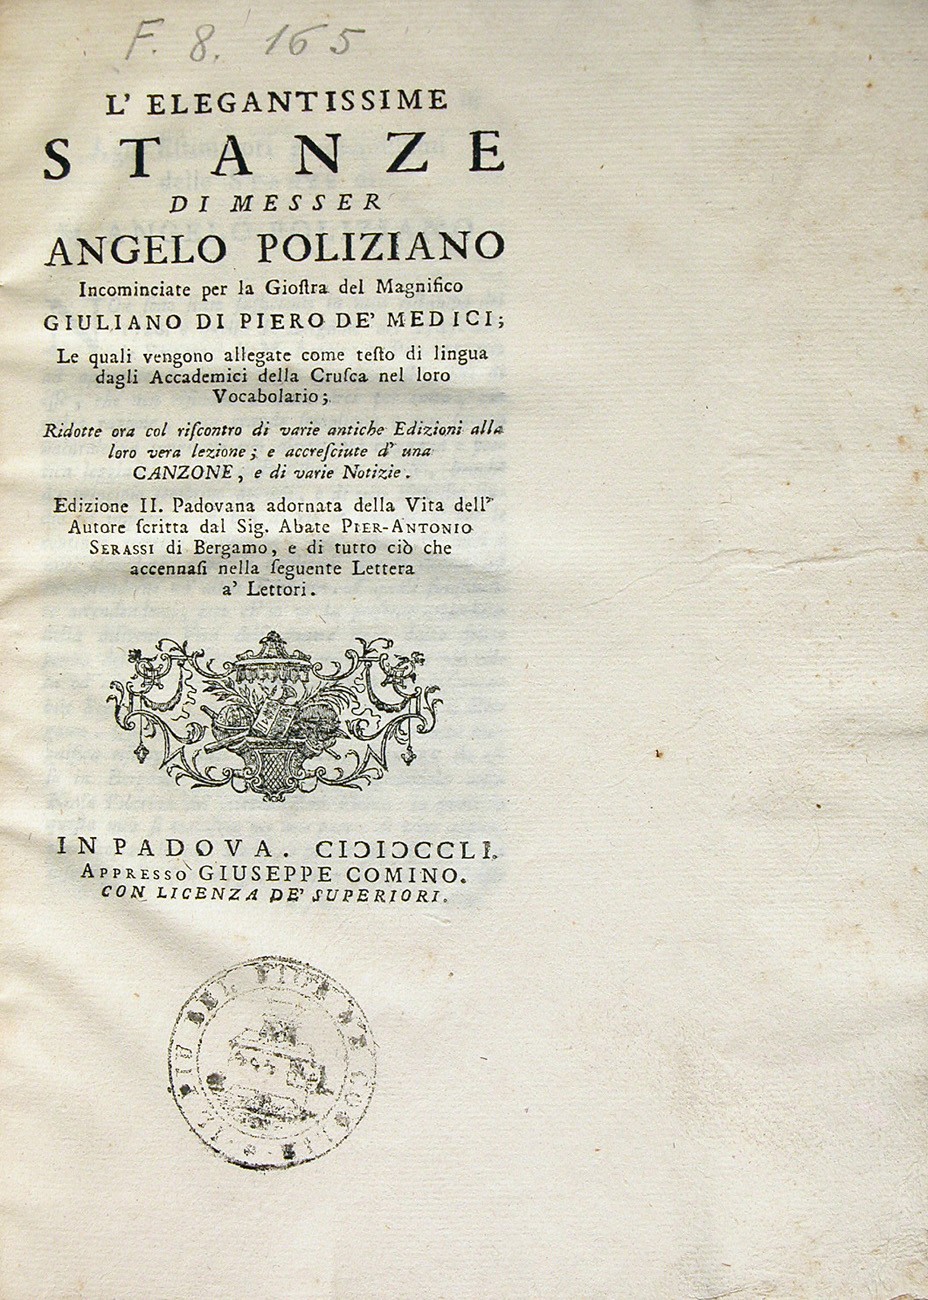 F. 8. 165
L' ELEGANTISSIME
STANZE
DI MESSER
ANGELO POLIZIANO
Incominciate per la Gioſtra del Magnifico
GIULIANO DI PIERO DE' MEDICI;
Le quali vengono allegate come teſto di lingua
dagli Accademici della Cruſca nel loro
Vocabolario;
Ridotte ora col riſcontro di varie antiche Edizioni alla
loro vera lezione; e accreſciute d' una
CANZONE, e di varie Notizie.
Edizione II. Padovana adornata della Vita dell'
Autore ſcritta dal Sig. Abate PIER-ANTONIO
SERASSI di Bergamo, e di tutto ciò che
accennaſi nella ſeguente Lettera
a' Lettori.
IN PADOVA. CIƆIƆCCLI.
APPRESSO GIUSEPPE COMINO.
CON LICENZA DE' SUPERIORI.